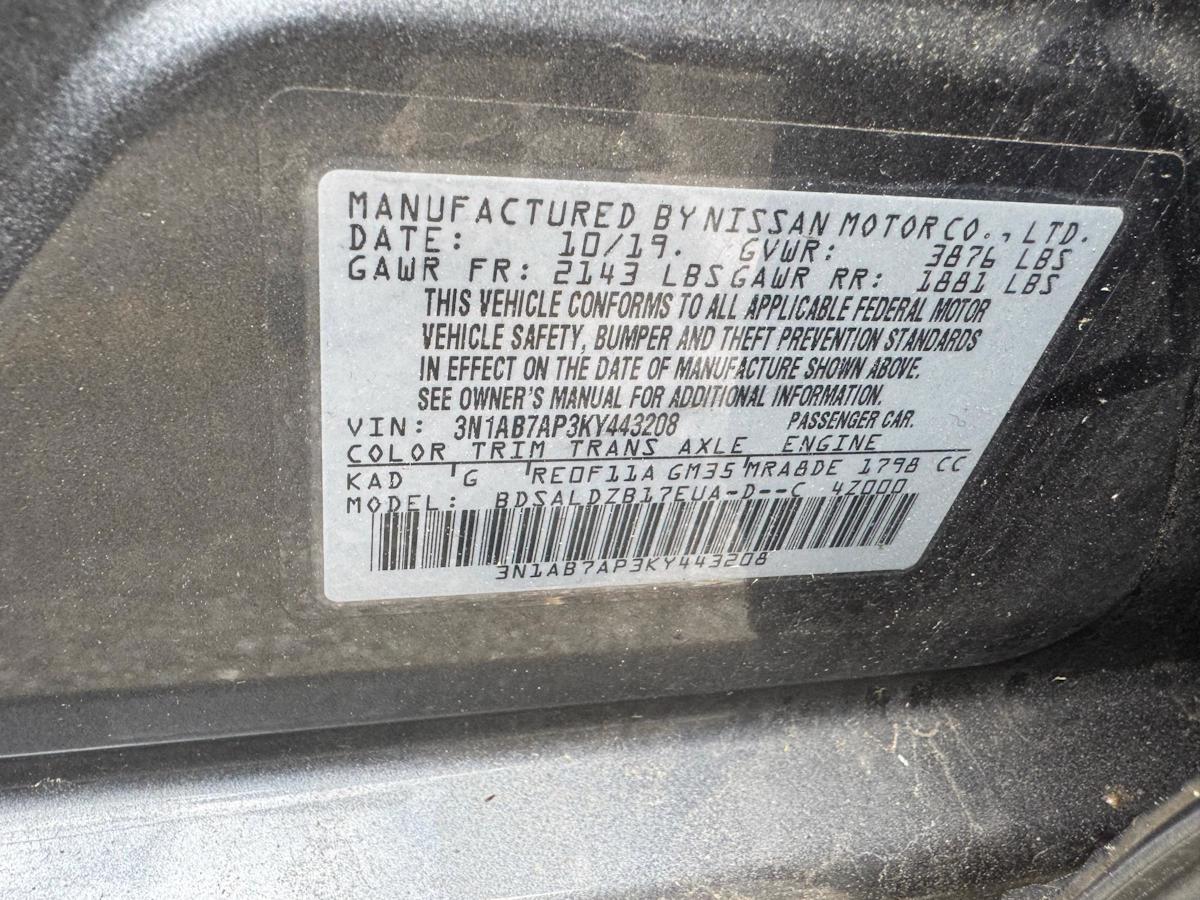 MANUFACTURED BY NISSAN MOTOR CO., LTD.
DATE: 10/19. GVWR: 3876 LBS
GAWR FR: 2143 LBS GAWR RR: 1881 LBS
THIS VEHICLE CONFORMS TO ALL APPLICABLE FEDERAL MOTOR
VEHICLE SAFETY, BUMPER AND THEFT PREVENTION STANDARDS
IN EFFECT ON THE DATE OF MANUFACTURE SHOWN ABOVE.
SEE OWNER'S MANUAL FOR ADDITIONAL INFORMATION.
VIN: 3N1AB7AP3KY443208 PASSENGER CAR.
COLOR TRIM TRANS AXLE ENGINE
KAD G RE0F11A GM35 MRA8DE 1798 CC
MODEL: BDSALDZB17EUA-D--C 4Z000
3N1AB7AP3KY443208